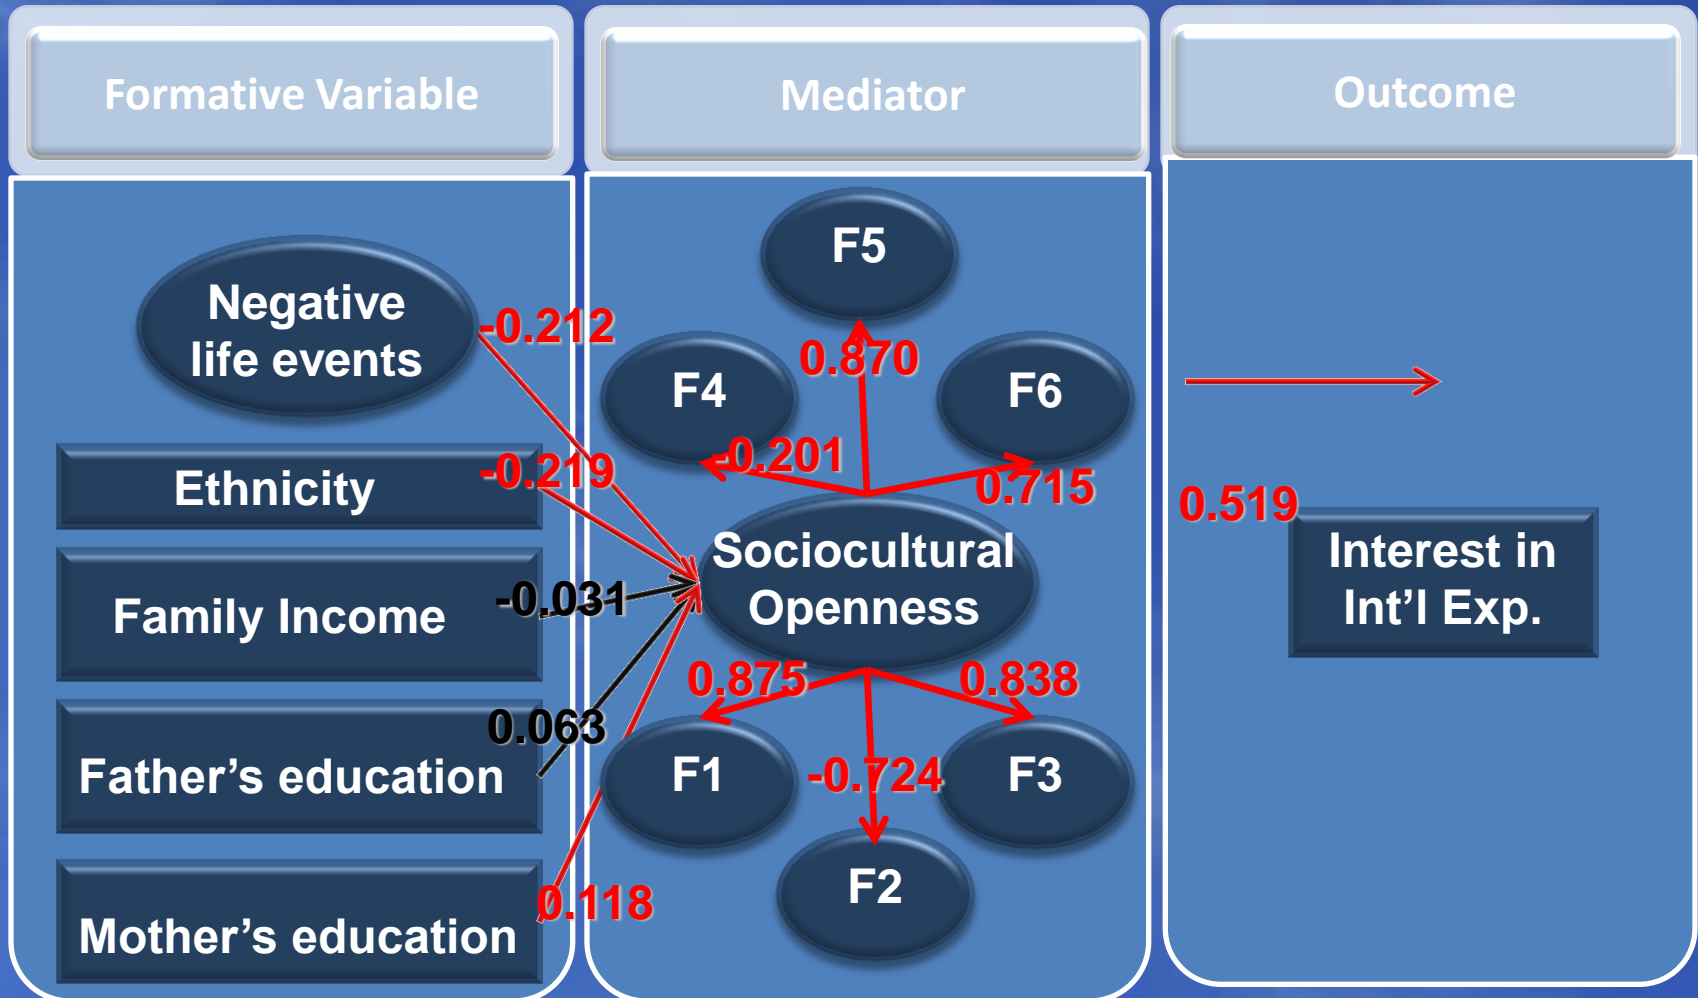 Formative Variable
Mediator
Outcome
Negative
life events
-0.212
Ethnicity
-0.219
Family Income
-0.031
Father’s education
0.063
Mother’s education
0.118
F5
0.870
F4
F6
-0.201
0.715
Sociocultural
Openness
0.875
0.838
F1
-0.724
F3
F2
0.519
Interest in
Int’l Exp.